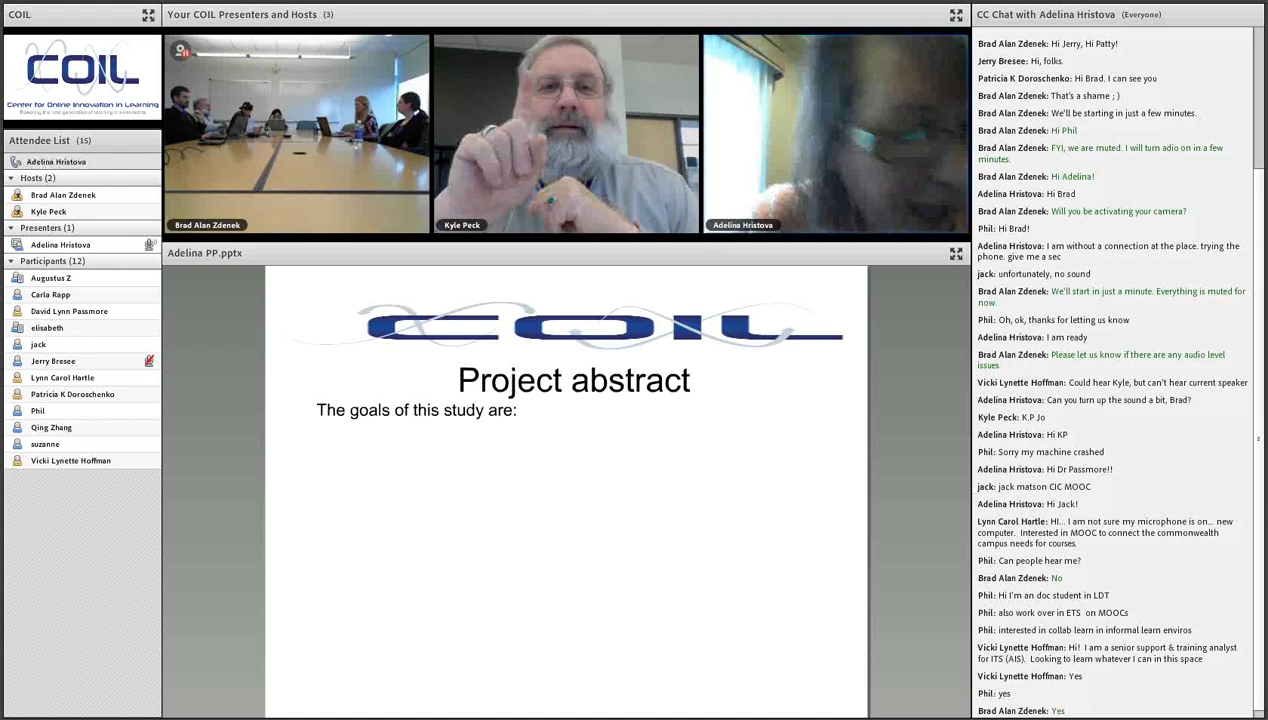 COIL
COIL
Center for Online Innovation in Learning
Attendee List (15)
Adelina Hristova
Hosts (2)
Brad Alan Zdenek
Kyle Peck
Presenters (1)
Adelina Hristova
Participants (12)
Augustus Z
Carla Rapp
David Lynn Passmore
elisabeth
jack
Jerry Bresee
Lynn Carol Hartle
Patricia K Doroschenko
Phil
Qing Zhang
suzanne
Vicki Lynette Hoffman
Your COIL Presenters and Hosts (3)
Brad Alan Zdenek
Kyle Peck
Adelina Hristova
Adelina PP.pptx
COIL
Project abstract
The goals of this study are:
CC Chat with Adelina Hristova (Everyone)
Brad Alan Zdenek: Hi Jerry, Hi Patty!
Jerry Bresee: Hi, folks.
Patricia K Doroschenko: Hi Brad. I can see you
Brad Alan Zdenek: That's a shame ; )
Brad Alan Zdenek: We'll be starting in just a few minutes.
Brad Alan Zdenek: Hi Phil
Brad Alan Zdenek: FYI, we are muted. I will turn adio on in a few
minutes.
Brad Alan Zdenek: Hi Adelina!
Adelina Hristova: Hi Brad
Brad Alan Zdenek: Will you be activating your camera?
Phil: Hi Brad!
Adelina Hristova: I am without a connection at the place. trying the
phone. give me a sec
jack: unfortunately, no sound
Brad Alan Zdenek: We'll start in just a minute. Everything is muted for
now.
Phil: Oh, ok, thanks for letting us know
Adelina Hristova: I am ready
Brad Alan Zdenek: Please let us know if there are any audio level
issues
Vicki Lynette Hoffman: Could hear Kyle, but can't hear current speaker
Adelina Hristova: Can you turn up the sound a bit, Brad?
Kyle Peck: K.P Jo
Adelina Hristova: Hi KP
Phil: Sorry my machine crashed
Adelina Hristova: Hi Dr Passmore!!
jack: jack matson CIC MOOC
Adelina Hristova: Hi Jack!
Lynn Carol Hartle: HI... I am not sure my microphone is on... new
computer. Interested in MOOC to connect the commonwealth
campus needs for courses.
Phil: Can people hear me?
Brad Alan Zdenek: No
Phil: Hi I'm an doc student in LDT
Phil: also work over in ETS on MOOCs
Phil: interested in collab learn in informal learn enviros
Vicki Lynette Hoffman: Hi! I am a senior support & training analyst
for ITS (AIS). Looking to learn whatever I can in this space
Vicki Lynette Hoffman: Yes
Phil: yes
Brad Alan Zdenek: Yes